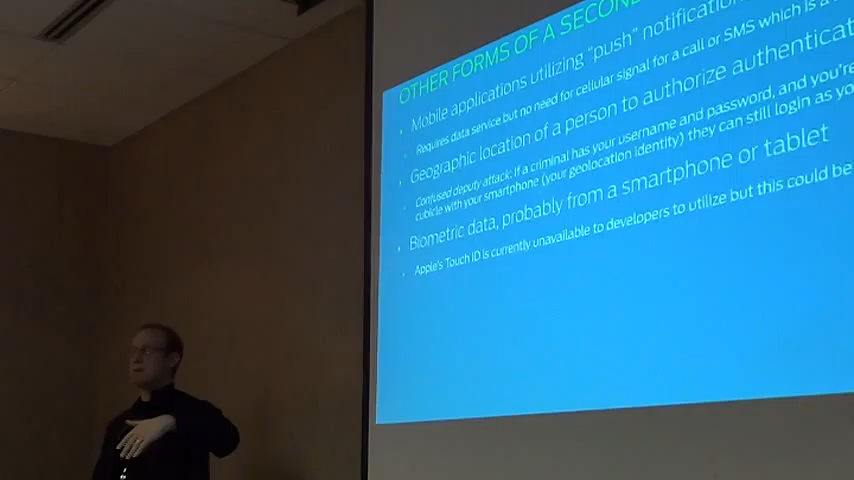 OTHER FORMS OF A SECOND
Mobile applications utilizing "push" notification
Requires data service but no need for cellular signal for a call or SMS which is a
Geographic location of a person to authorize authenticat
Confused deputy attack: If a criminal has your username and password, and you're
cubicle with your smartphone (your geolocation identity) they can still login as yo
Biometric data, probably from a smartphone or tablet
Apple's Touch ID is currently unavailable to developers to utilize but this could be